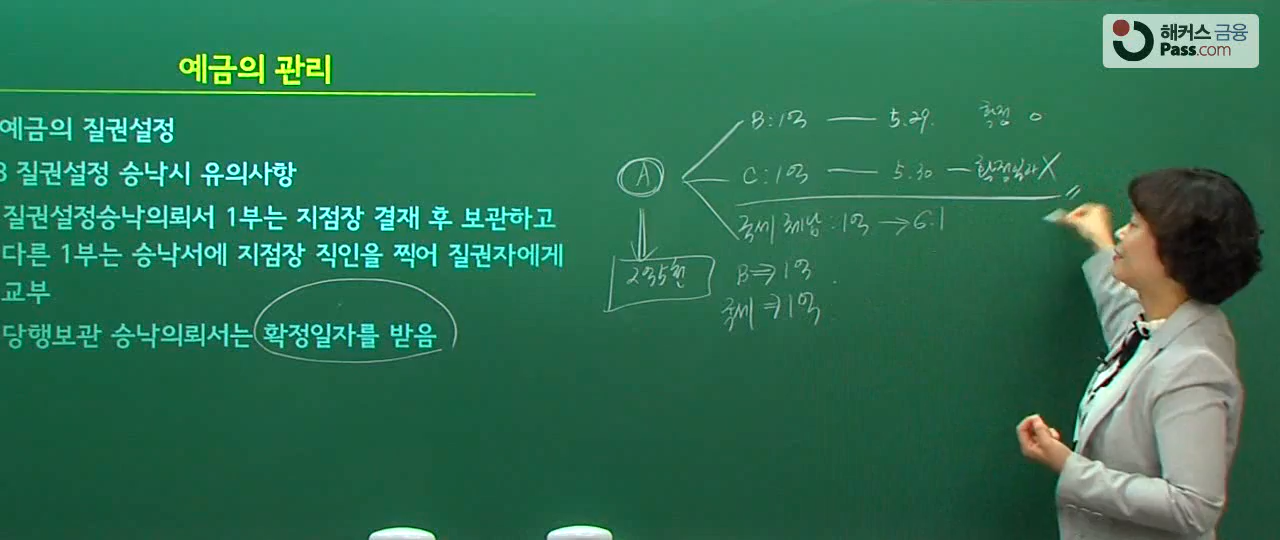 해커스 금융
Pass.com
예금의 관리
예금의 질권설정
3 질권설정 승낙시 유의사항
질권설정승낙의뢰서 1부는 지점장 결재 후 보관하고
다른 1부는 승낙서에 지점장 직인을 찍어 질권자에게
교부
당행보관 승낙의뢰서는 확정일자를 받음
A
B : 1억 — 5.29. 확정 o
C : 1억 — 5.30 — 확정일자 X
국세 체납 : 1억 → 6.1
2억5천
B ⇒ 1억
국세 ⇒ 1억